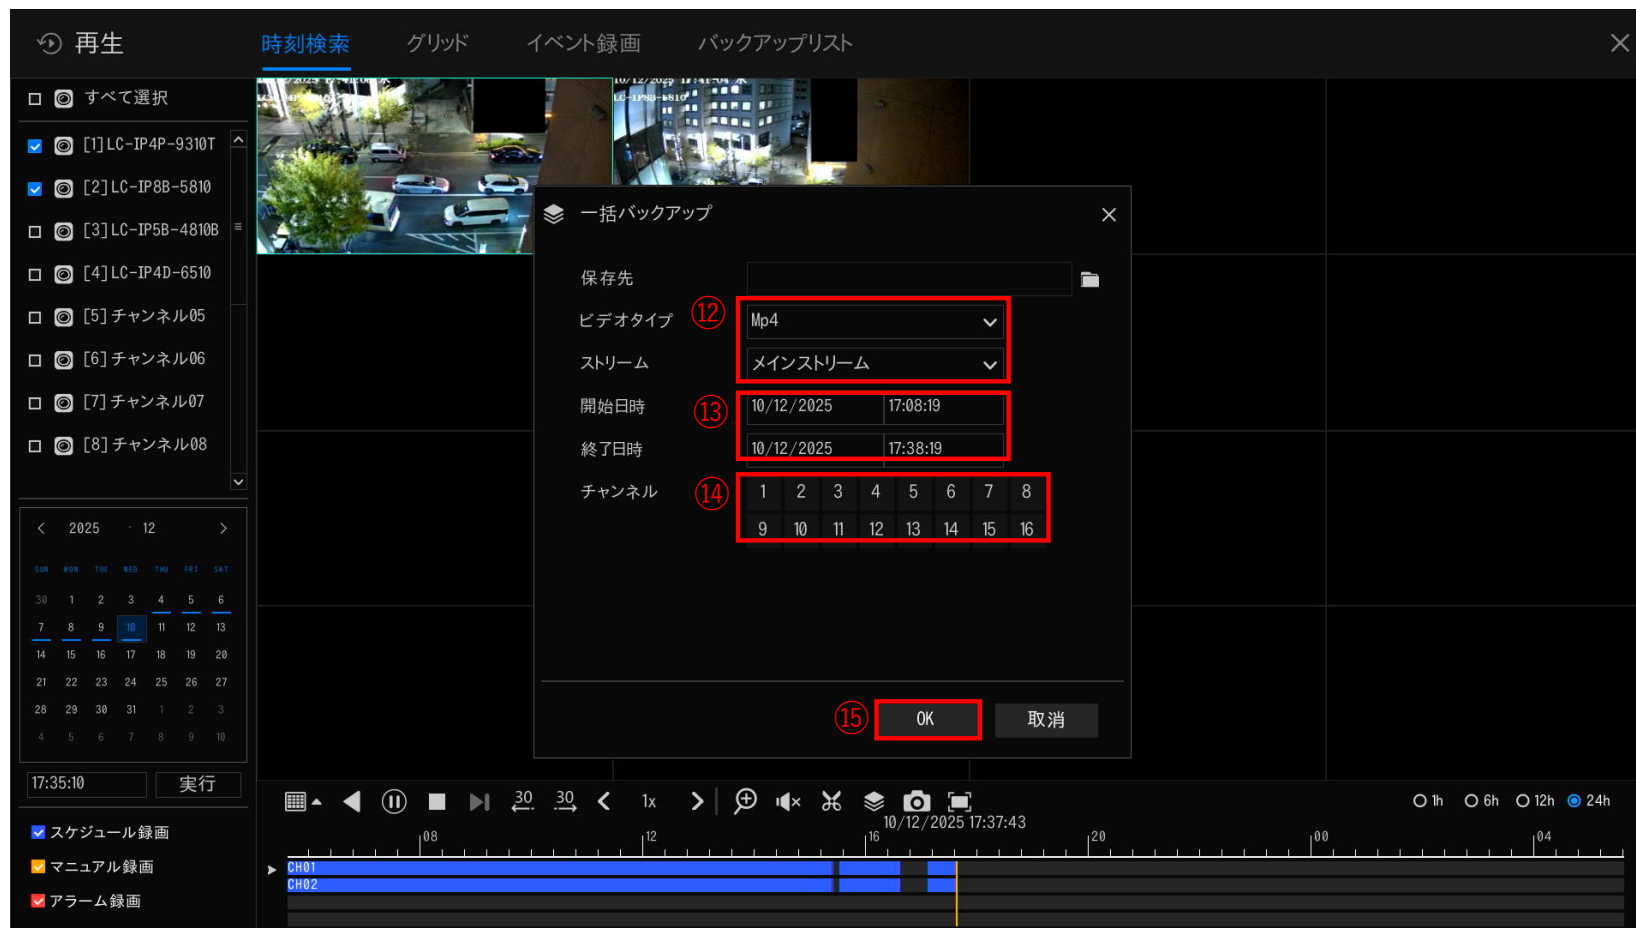 再生
時刻検索 グリッド イベント録画 バックアップリスト
すべて選択
[1]LC-IP4P-9310T
[2]LC-IP8B-5810
[3]LC-IP5B-4810B
[4]LC-IP4D-6510
[5]チャンネル05
[6]チャンネル06
[7]チャンネル07
[8]チャンネル08
10/12/2025 17:41:04 水
LC-IP8B-5810
一括バックアップ
保存先
⑫
ビデオタイプ Mp4
ストリーム メインストリーム
⑬
開始日時 10/12/2025 17:08:19
終了日時 10/12/2025 17:38:19
チャンネル ⑭ 1 2 3 4 5 6 7 8
9 10 11 12 13 14 15 16
⑮ OK 取消
< 2025 - 12 >
SUN MON TUE WED THU FRI SAT
30 1 2 3 4 5 6
7 8 9 10 11 12 13
14 15 16 17 18 19 20
21 22 23 24 25 26 27
28 29 30 31 1 2 3
4 5 6 7 8 9 10
17:35:10 実行
スケジュール録画
マニュアル録画
アラーム録画
30 30 1x
1h 6h 12h 24h
10/12/2025 17:37:43
08 12 16 20 00 04
CH01
CH02